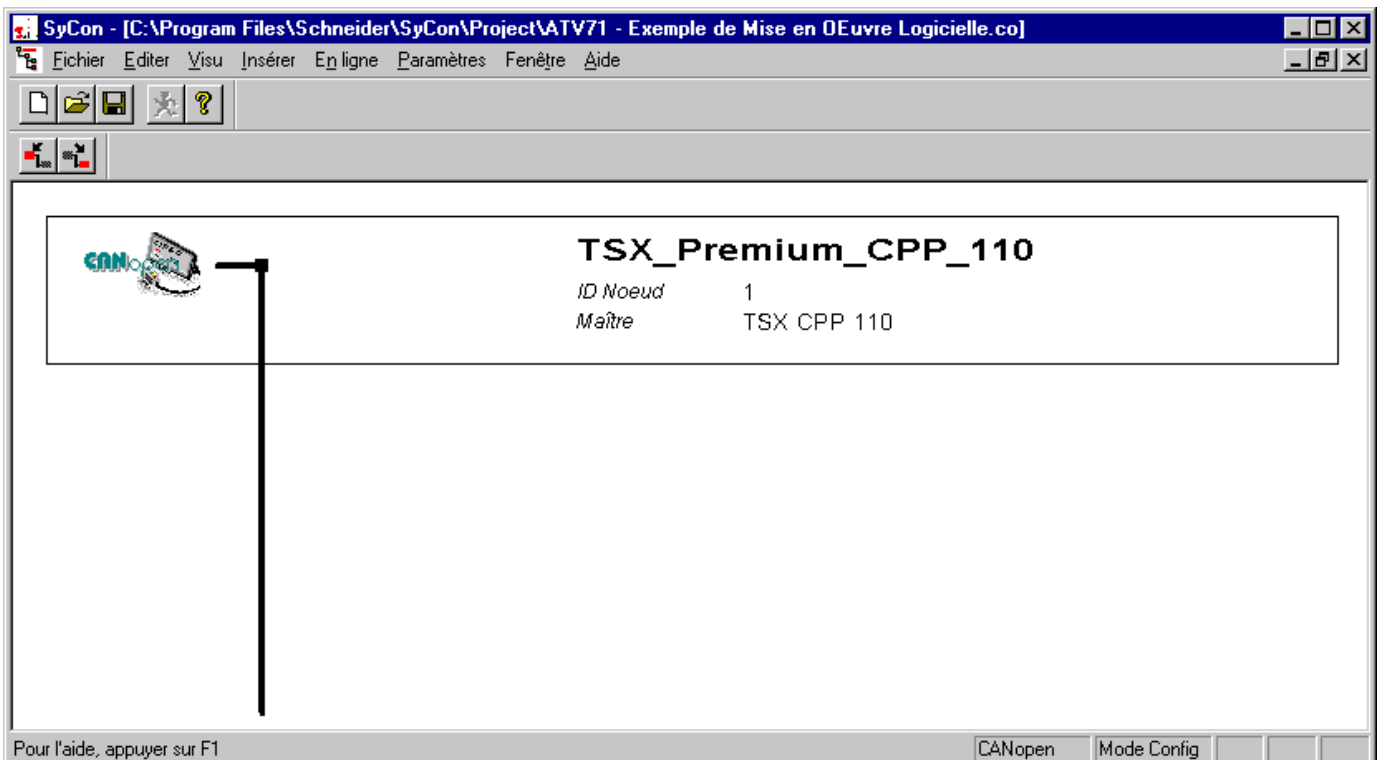 SyCon - [C:\Program Files\Schneider\SyCon\Project\ATV71 - Exemple de Mise en OEuvre Logicielle.co]
Fichier Editer Visu Insérer En ligne Paramètres Fenêtre Aide
CANopen
TSX_Premium_CPP_110
ID Noeud 1
Maître TSX CPP 110
Pour l'aide, appuyer sur F1 CANopen Mode Config